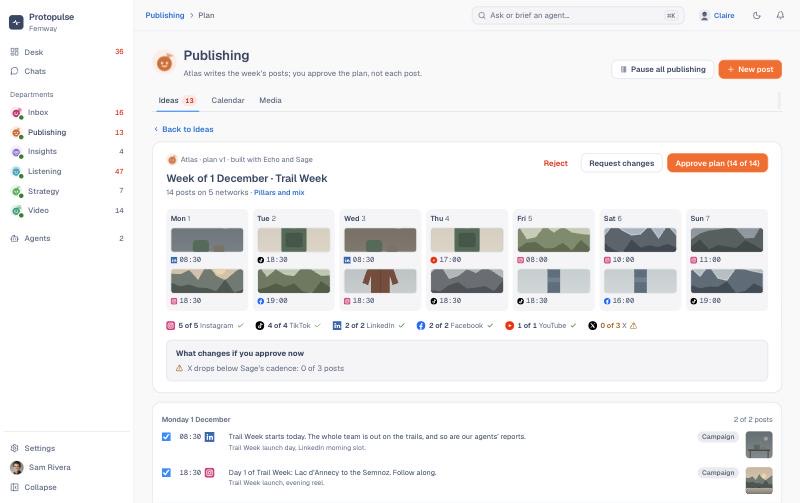 Protopulse
Fernway
Desk 36
Chats
Departments
Inbox 16
Publishing 13
Insights 4
Listening 47
Strategy 7
Video 14
Agents 2
Settings
Sam Rivera
Collapse
Publishing > Plan
Ask or brief an agent... ⌘K
Claire
Publishing
Atlas writes the week's posts; you approve the plan, not each post.
Pause all publishing
+ New post
Ideas 13 Calendar Media
‹ Back to Ideas
Atlas · plan v1 · built with Echo and Sage
Reject Request changes Approve plan (14 of 14)
Week of 1 December · Trail Week
14 posts on 5 networks · Pillars and mix
Mon 1 Tue 2 Wed 3 Thu 4 Fri 5 Sat 6 Sun 7
08:30 18:30 08:30 17:00 08:00 10:00 11:00
18:30 19:00 18:30 18:30 18:30 16:00 19:00
5 of 5 Instagram ✓ 4 of 4 TikTok ✓ 2 of 2 LinkedIn ✓ 2 of 2 Facebook ✓ 1 of 1 YouTube ✓ 0 of 3 X
What changes if you approve now
X drops below Sage's cadence: 0 of 3 posts
Monday 1 December 2 of 2 posts
08:30 Trail Week starts today. The whole team is out on the trails, and so are our agents' reports. Campaign
Trail Week launch day, LinkedIn morning slot.
18:30 Day 1 of Trail Week: Lac d'Annecy to the Semnoz. Follow along. Campaign
Trail Week launch, evening reel.